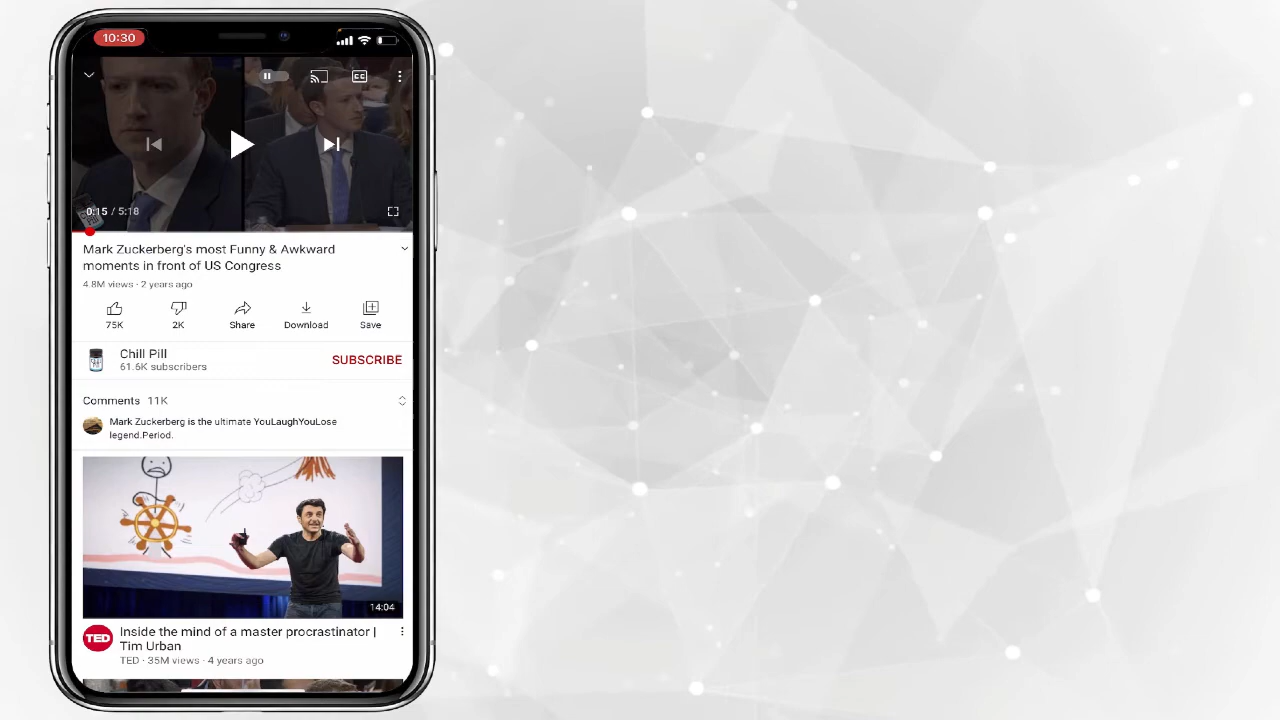 10:30
CC
0:15 / 5:18
Mark Zuckerberg's most Funny & Awkward
moments in front of US Congress
4.8M views · 2 years ago
75K
2K
Share
Download
Save
Chill Pill
61.6K subscribers
SUBSCRIBE
Comments 11K
Mark Zuckerberg is the ultimate YouLaughYouLose
legend.Period.
14:04
TED
Inside the mind of a master procrastinator |
Tim Urban
TED · 35M views · 4 years ago